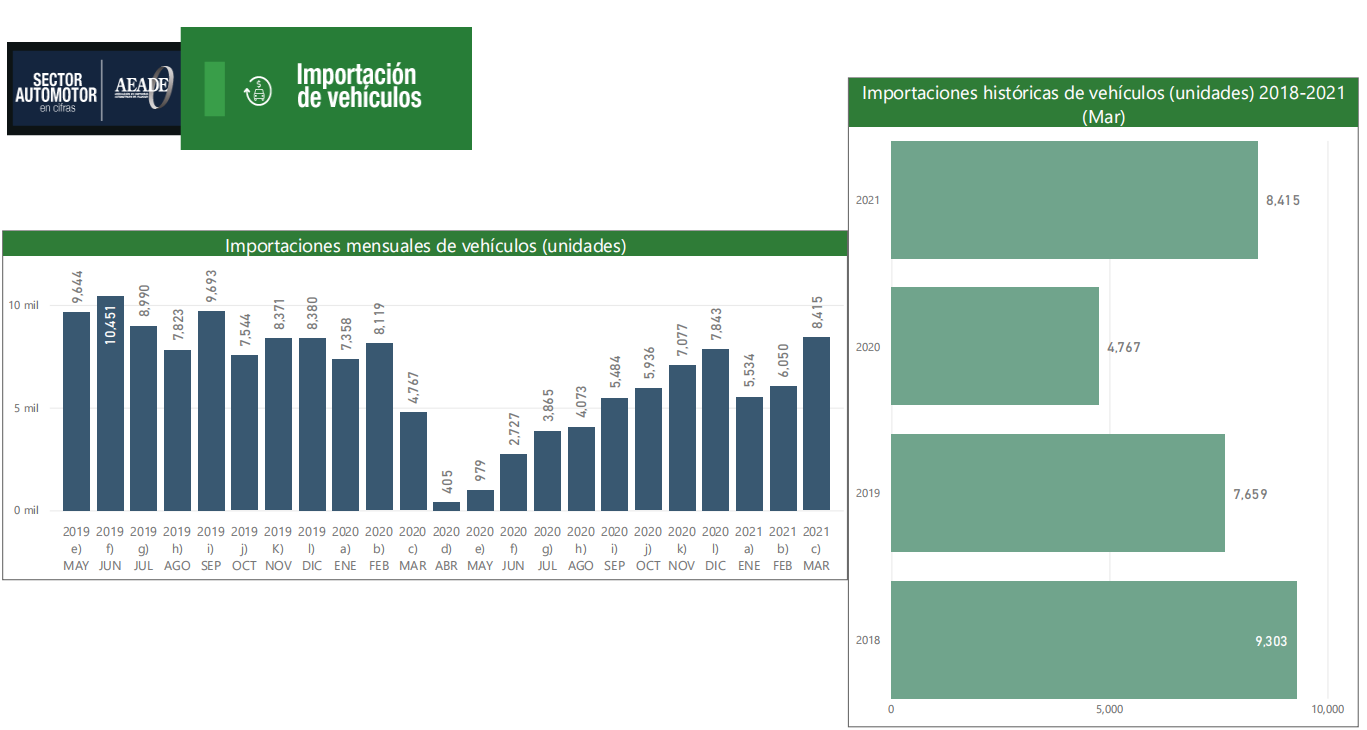 SECTOR
AUTOMOTOR
en cifras
AEADE
Importación
de vehículos
Importaciones mensuales de vehículos (unidades)
10 mil
5 mil
0 mil
9,644
10,451
8,990
7,823
9,693
7,544
8,371
8,380
7,358
8,119
4,767
405
979
2,727
3,865
4,073
5,484
5,936
7,077
7,843
5,534
6,050
8,415
2019 2019 2019 2019 2019 2019 2019 2019 2020 2020 2020 2020 2020 2020 2020 2020 2020 2020 2020 2020 2021 2021 2021
e) f) g) h) i) j) K) l) a) b) c) d) e) f) g) h) i) j) k) l) a) b) c)
MAY JUN JUL AGO SEP OCT NOV DIC ENE FEB MAR ABR MAY JUN JUL AGO SEP OCT NOV DIC ENE FEB MAR
Importaciones históricas de vehículos (unidades) 2018-2021
(Mar)
2021 8,415
2020 4,767
2019 7,659
2018 9,303
0 5,000 10,000